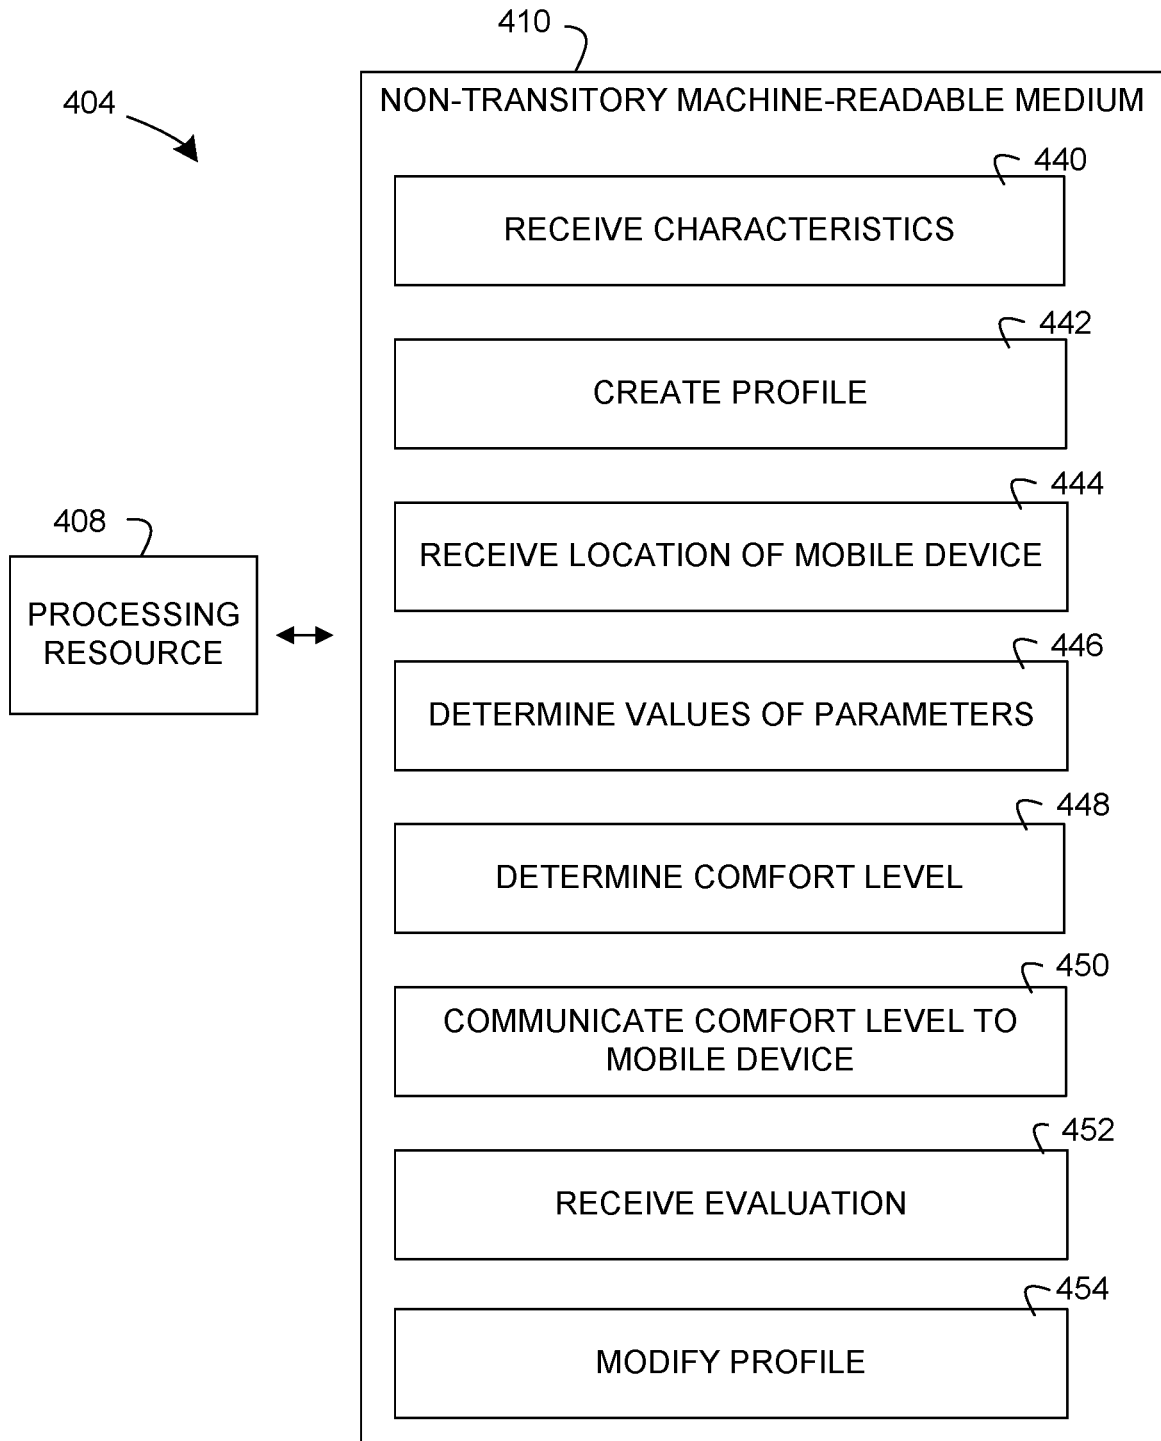 410
404
NON-TRANSITORY MACHINE-READABLE MEDIUM
440
RECEIVE CHARACTERISTICS
442
CREATE PROFILE
444
RECEIVE LOCATION OF MOBILE DEVICE
408
PROCESSING
RESOURCE
446
DETERMINE VALUES OF PARAMETERS
448
DETERMINE COMFORT LEVEL
450
COMMUNICATE COMFORT LEVEL TO
MOBILE DEVICE
452
RECEIVE EVALUATION
454
MODIFY PROFILE